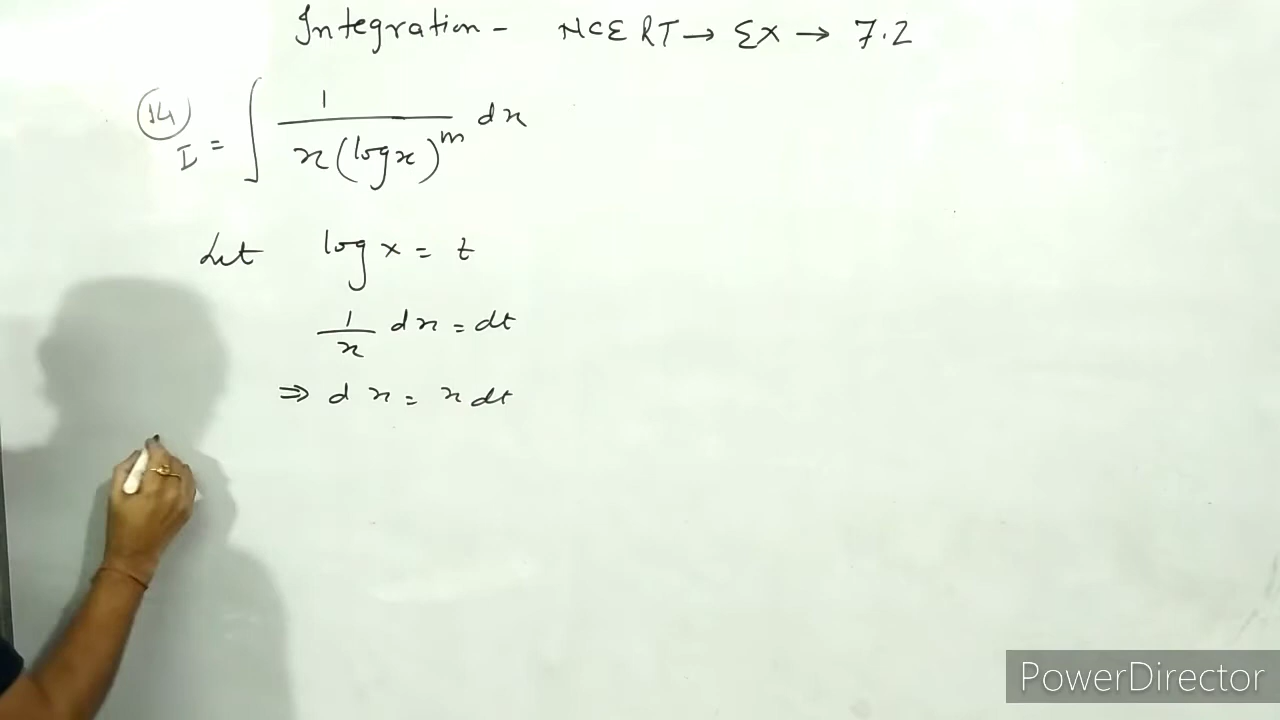 Integration - NCERT → Ex → 7.2
14
I = ∫ 1 / x(log x)^m dx
Let log x = t
1/x dx = dt
⇒ dx = x dt
PowerDirector